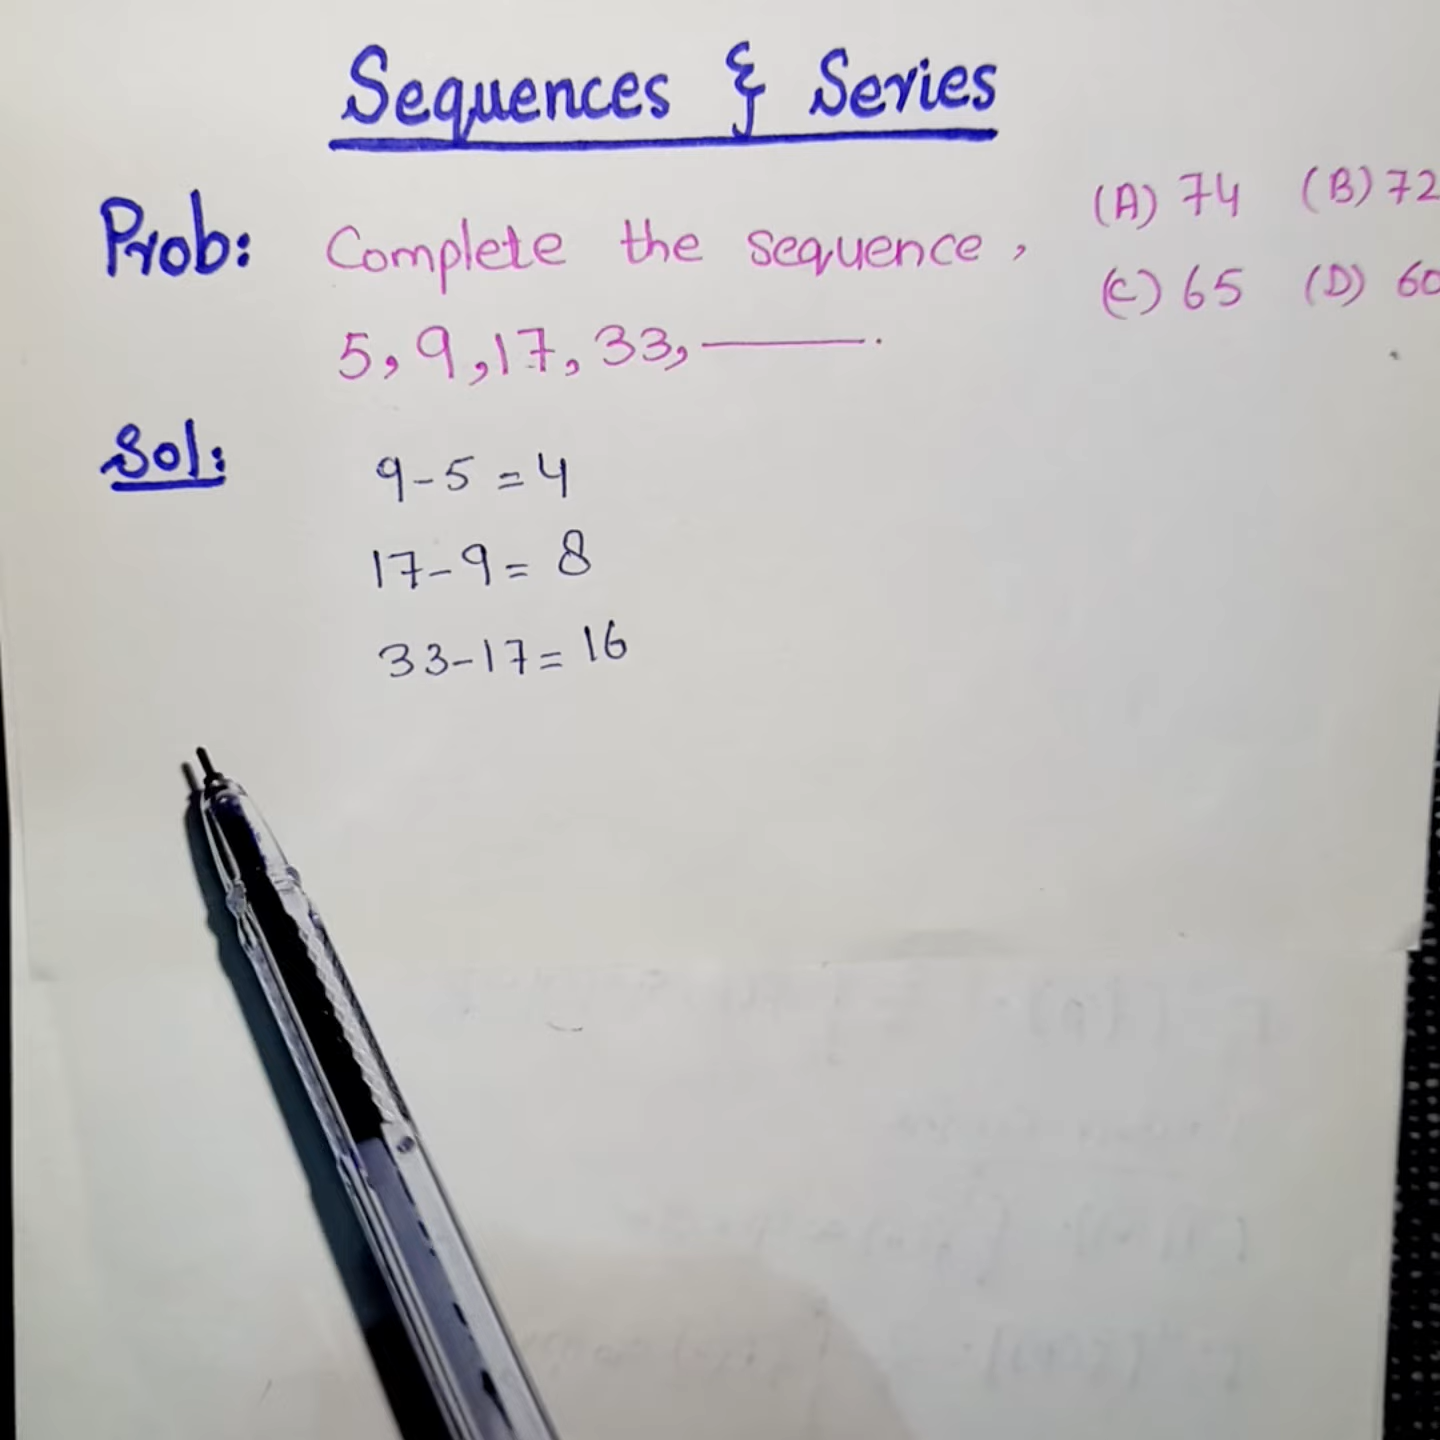 Sequences & Series
Prob: Complete the sequence,
5, 9, 17, 33, ———.
(A) 74 (B) 72
(C) 65 (D) 60
Sol:
9-5 = 4
17-9 = 8
33-17 = 16